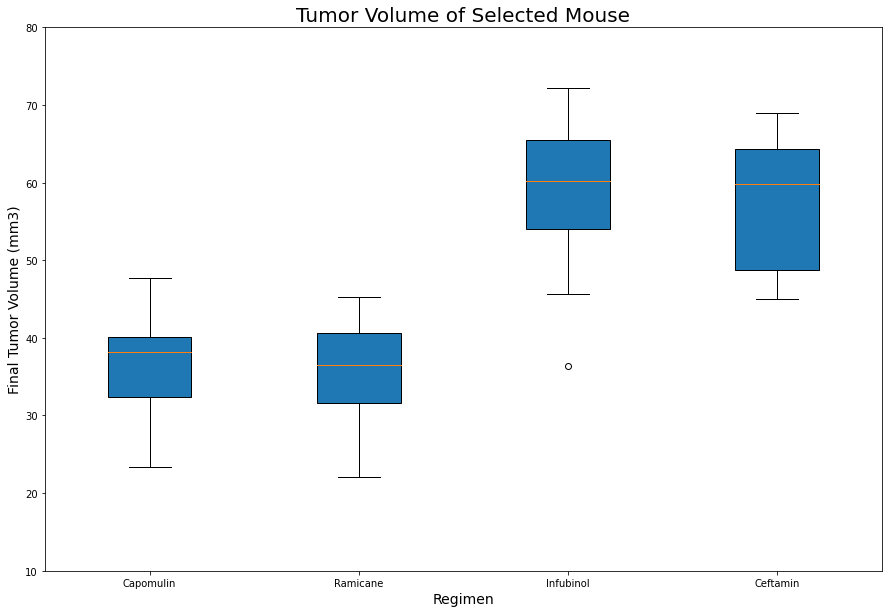 Tumor Volume of Selected Mouse
80
70
60
50
40
30
20
10
Final Tumor Volume (mm3)
Capomulin Ramicane Infubinol Ceftamin
Regimen